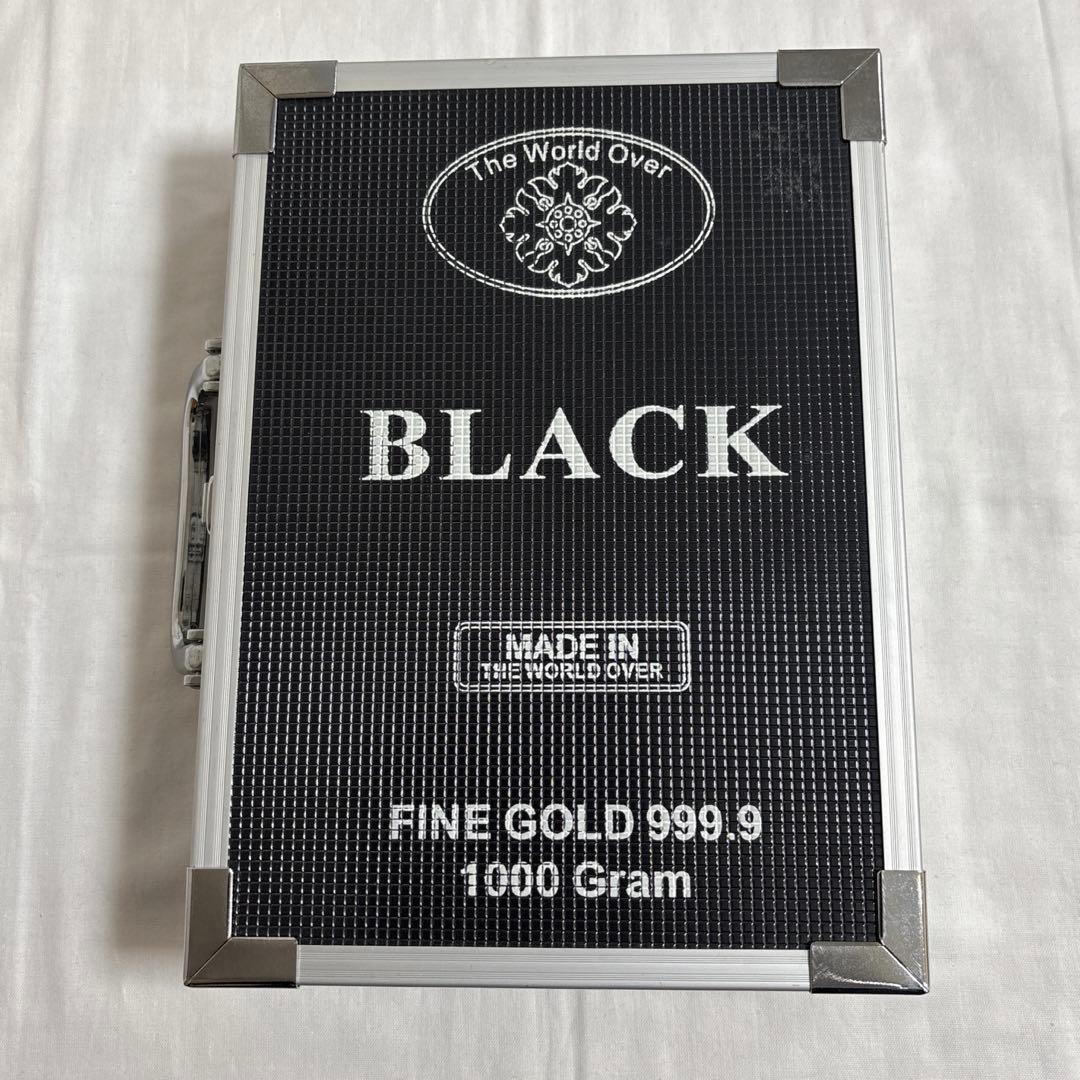 The World Over
BLACK
MADE IN
THE WORLD OVER
FINE GOLD 999.9
1000 Gram